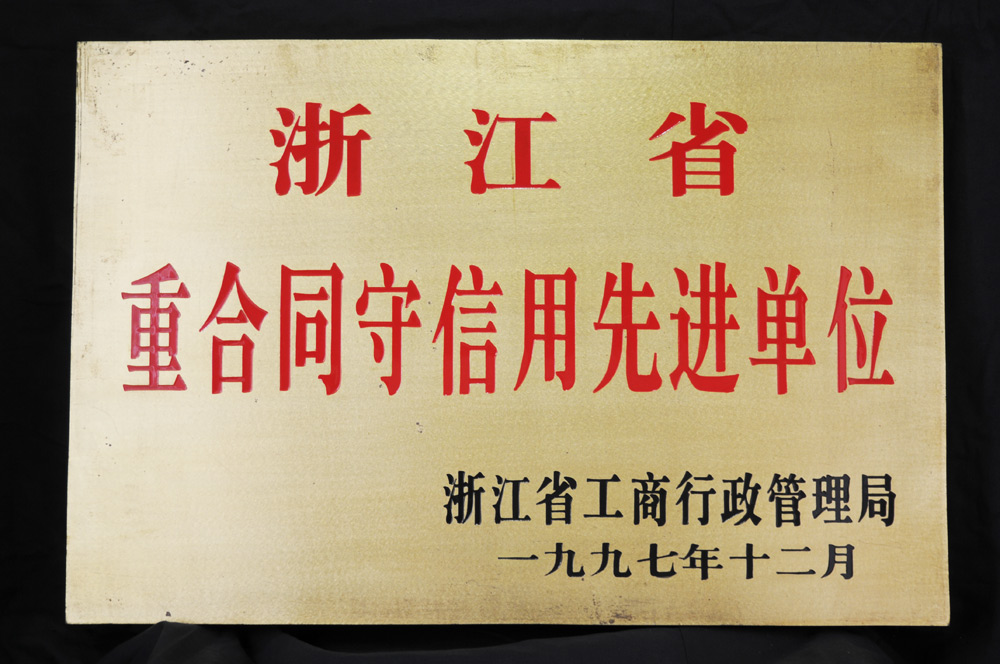 浙江省
重合同守信用先进单位
浙江省工商行政管理局
一九九七年十二月